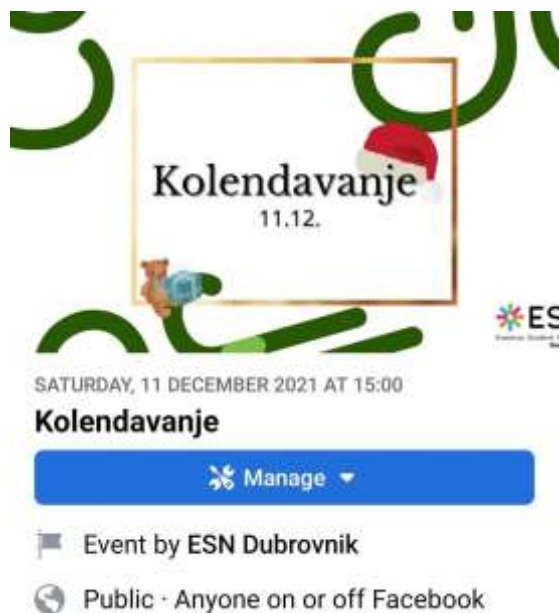 Kolendavanje
11.12.
ES
SATURDAY, 11 DECEMBER 2021 AT 15:00
Kolendavanje
Manage
Event by ESN Dubrovnik
Public · Anyone on or off Facebook